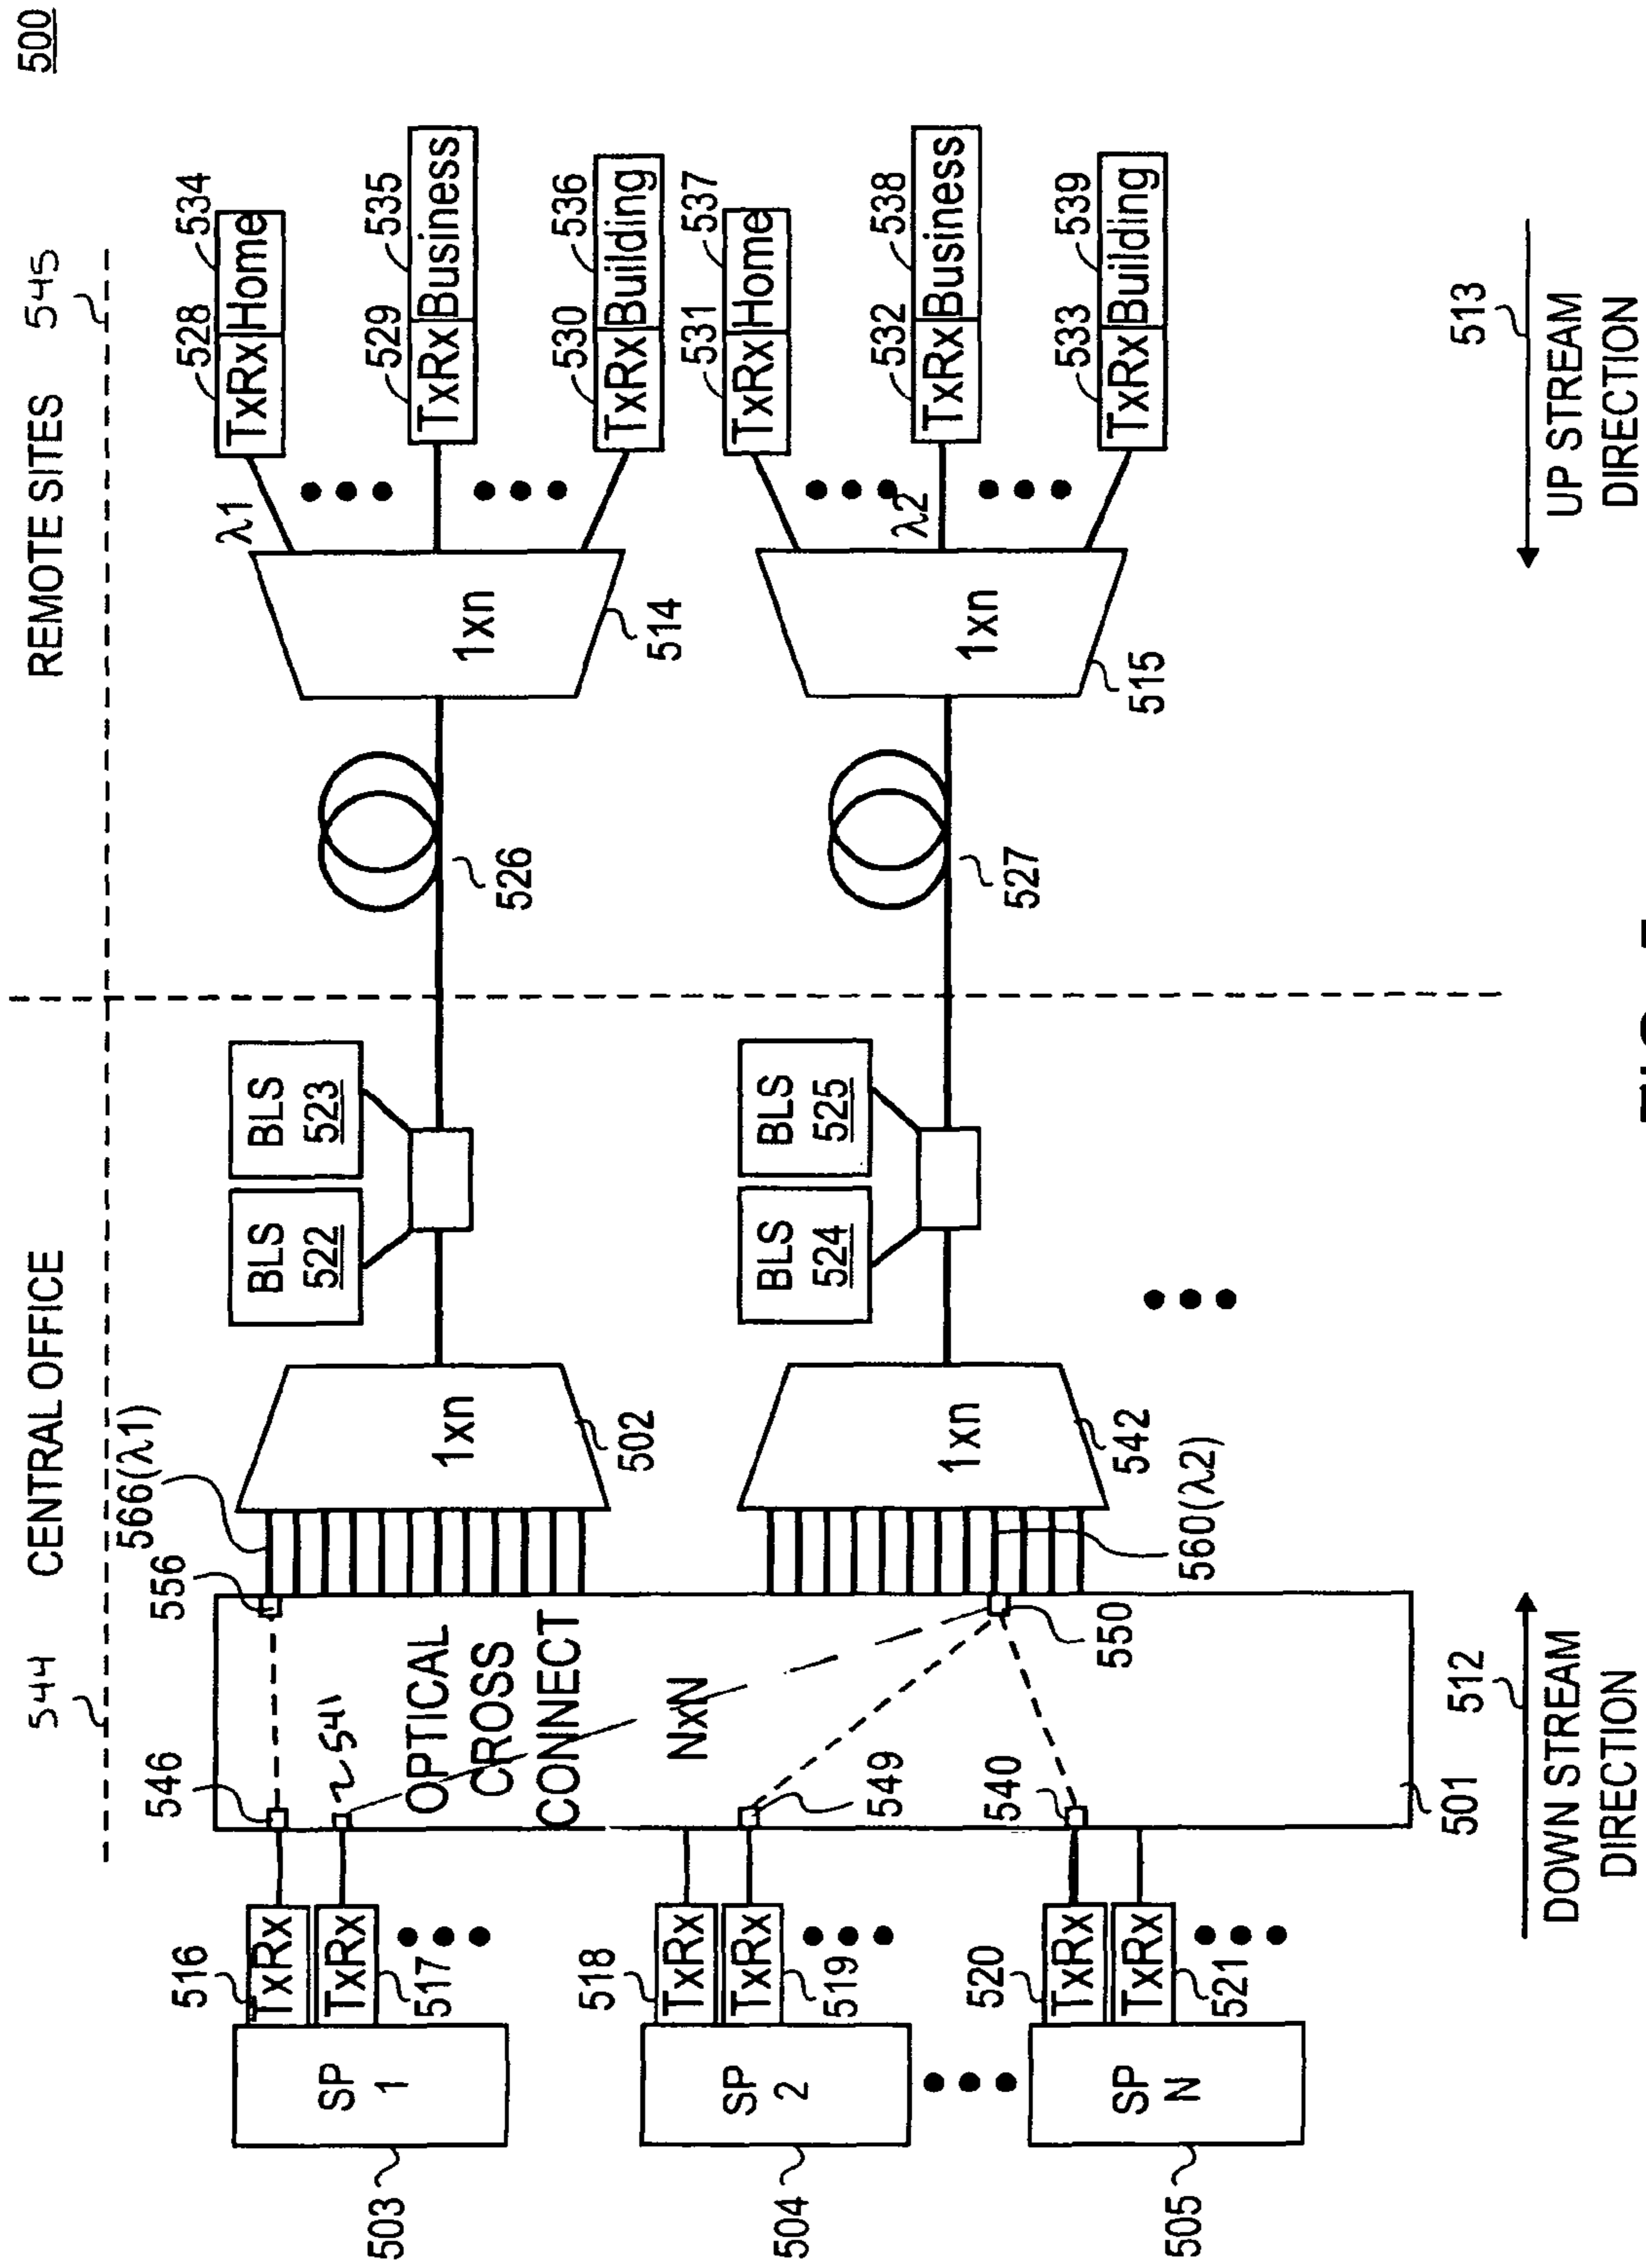 500
544
CENTRAL OFFICE
REMOTE SITES
545
516
TxRx
TxRx
517
SP
1
503
518
TxRx
TxRx
519
SP
2
504
520
TxRx
TxRx
521
SP
N
505
546
541
556
566(λ1)
OPTICAL
CROSS
CONNECT
NxN
549
540
550
560(λ2)
501
1xn
502
1xn
542
BLS
522
BLS
523
BLS
524
BLS
525
526
527
1xn
514
1xn
515
λ1
λ2
528
534
TxRx
Home
529
535
TxRx
Business
530
536
TxRx
Building
531
537
TxRx
Home
532
538
TxRx
Business
533
539
TxRx
Building
512
DOWN STREAM
DIRECTION
513
UP STREAM
DIRECTION